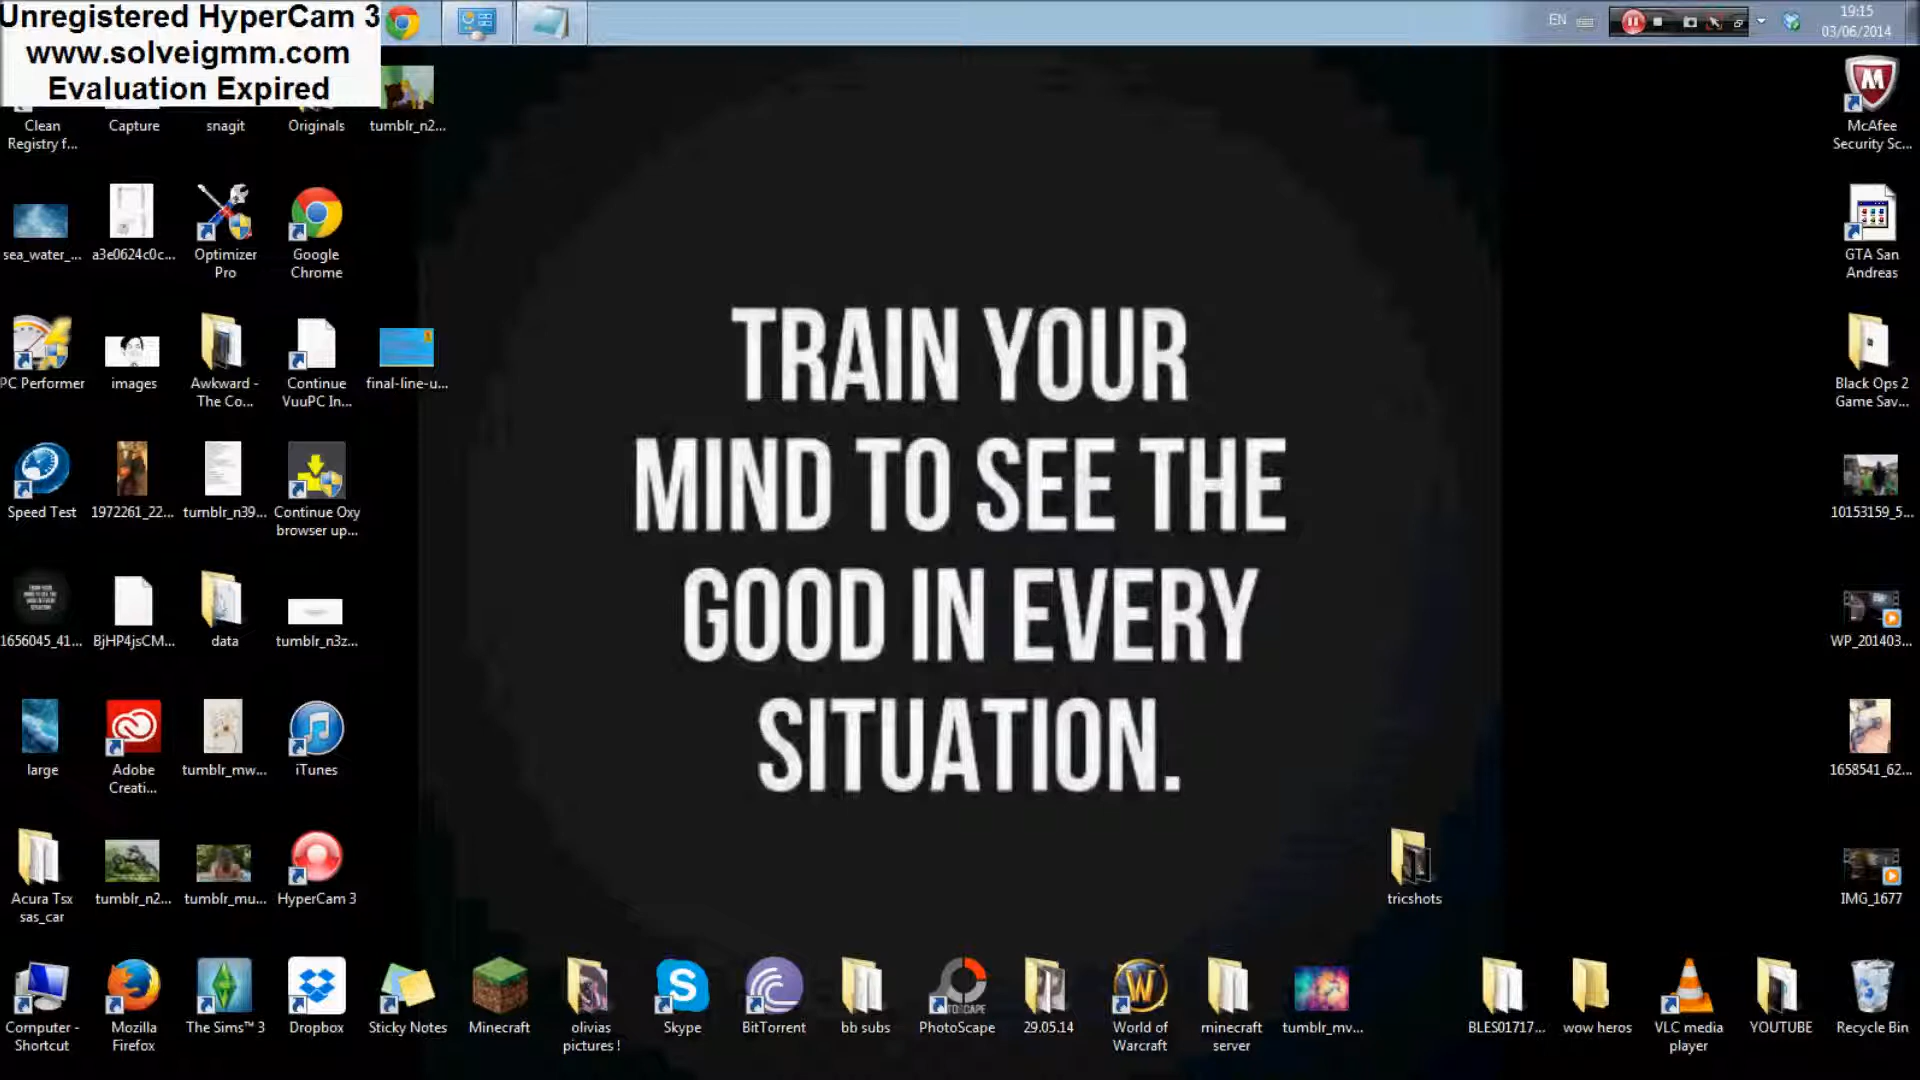 Unregistered HyperCam 3
www.solveigmm.com
Evaluation Expired
EN
19:15
03/06/2014
Clean
Registry f...
Capture
snagit
Originals
tumblr_n2...
McAfee
Security Sc...
sea_water_...
a3e0624c0c...
Optimizer
Pro
Google
Chrome
GTA San
Andreas
TRAIN YOUR
MIND TO SEE THE
GOOD IN EVERY
SITUATION.
PC Performer
images
Awkward -
The Co...
Continue
VuuPC In...
final-line-u...
Black Ops 2
Game Sav...
Speed Test
1972261_22...
tumblr_n39...
Continue Oxy
browser up...
10153159_5...
1656045_41...
BjHP4jsCM...
data
tumblr_n3z...
WP_201403...
large
Adobe
Creati...
tumblr_mw...
iTunes
1658541_62...
Acura Tsx
sas_car
tumblr_n2...
tumblr_mu...
HyperCam 3
tricshots
IMG_1677
Computer -
Shortcut
Mozilla
Firefox
The Sims™ 3
Dropbox
Sticky Notes
Minecraft
olivias
pictures !
Skype
BitTorrent
bb subs
PhotoScape
29.05.14
World of
Warcraft
minecraft
server
tumblr_mv...
BLES01717...
wow heros
VLC media
player
YOUTUBE
Recycle Bin